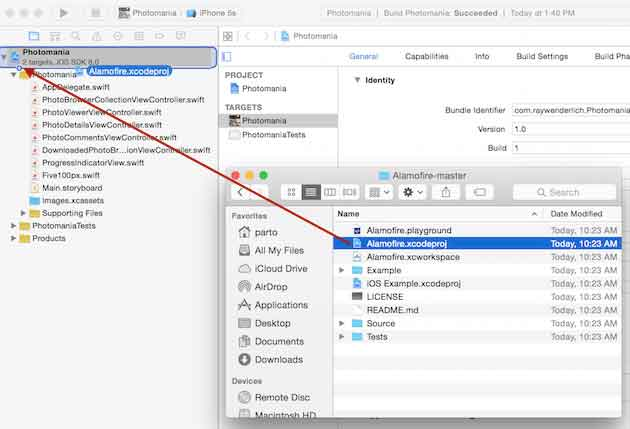 Photomania
iPhone 5s
Photomania | Build Photomania: Succeeded | Today at 1:40 PM
Photomania
Photomania
2 targets, iOS SDK 8.0
Alamofire.xcodeproj
Photomania
AppDelegate.swift
PhotoBrowserCollectionViewController.swift
PhotoViewerViewController.swift
PhotoDetailsViewController.swift
PhotoCommentsViewController.swift
DownloadedPhotoBr...ionViewController.swift
ProgressIndicatorView.swift
Five100px.swift
Main.storyboard
Images.xcassets
Supporting Files
PhotomaniaTests
Products
General
Capabilities
Info
Build Settings
Build Pha
PROJECT
Photomania
TARGETS
Photomania
PhotomaniaTests
Identity
Bundle Identifier
com.raywenderlich.Photomania
Version
1.0
Build
1
Alamofire-master
Search
Favorites
parto
All My Files
iCloud Drive
AirDrop
Applications
Desktop
Documents
Downloads
Devices
Remote Disc
Macintosh HD
Name
Date Modified
Alamofire.playground
Today, 10:23 AM
Alamofire.xcodeproj
Today, 10:23 AM
Alamofire.xcworkspace
Today, 10:23 AM
Example
Today, 10:23 AM
iOS Example.xcodeproj
Today, 10:23 AM
LICENSE
Today, 10:23 AM
README.md
Today, 10:23 AM
Source
Today, 10:23 AM
Tests
Today, 10:23 AM